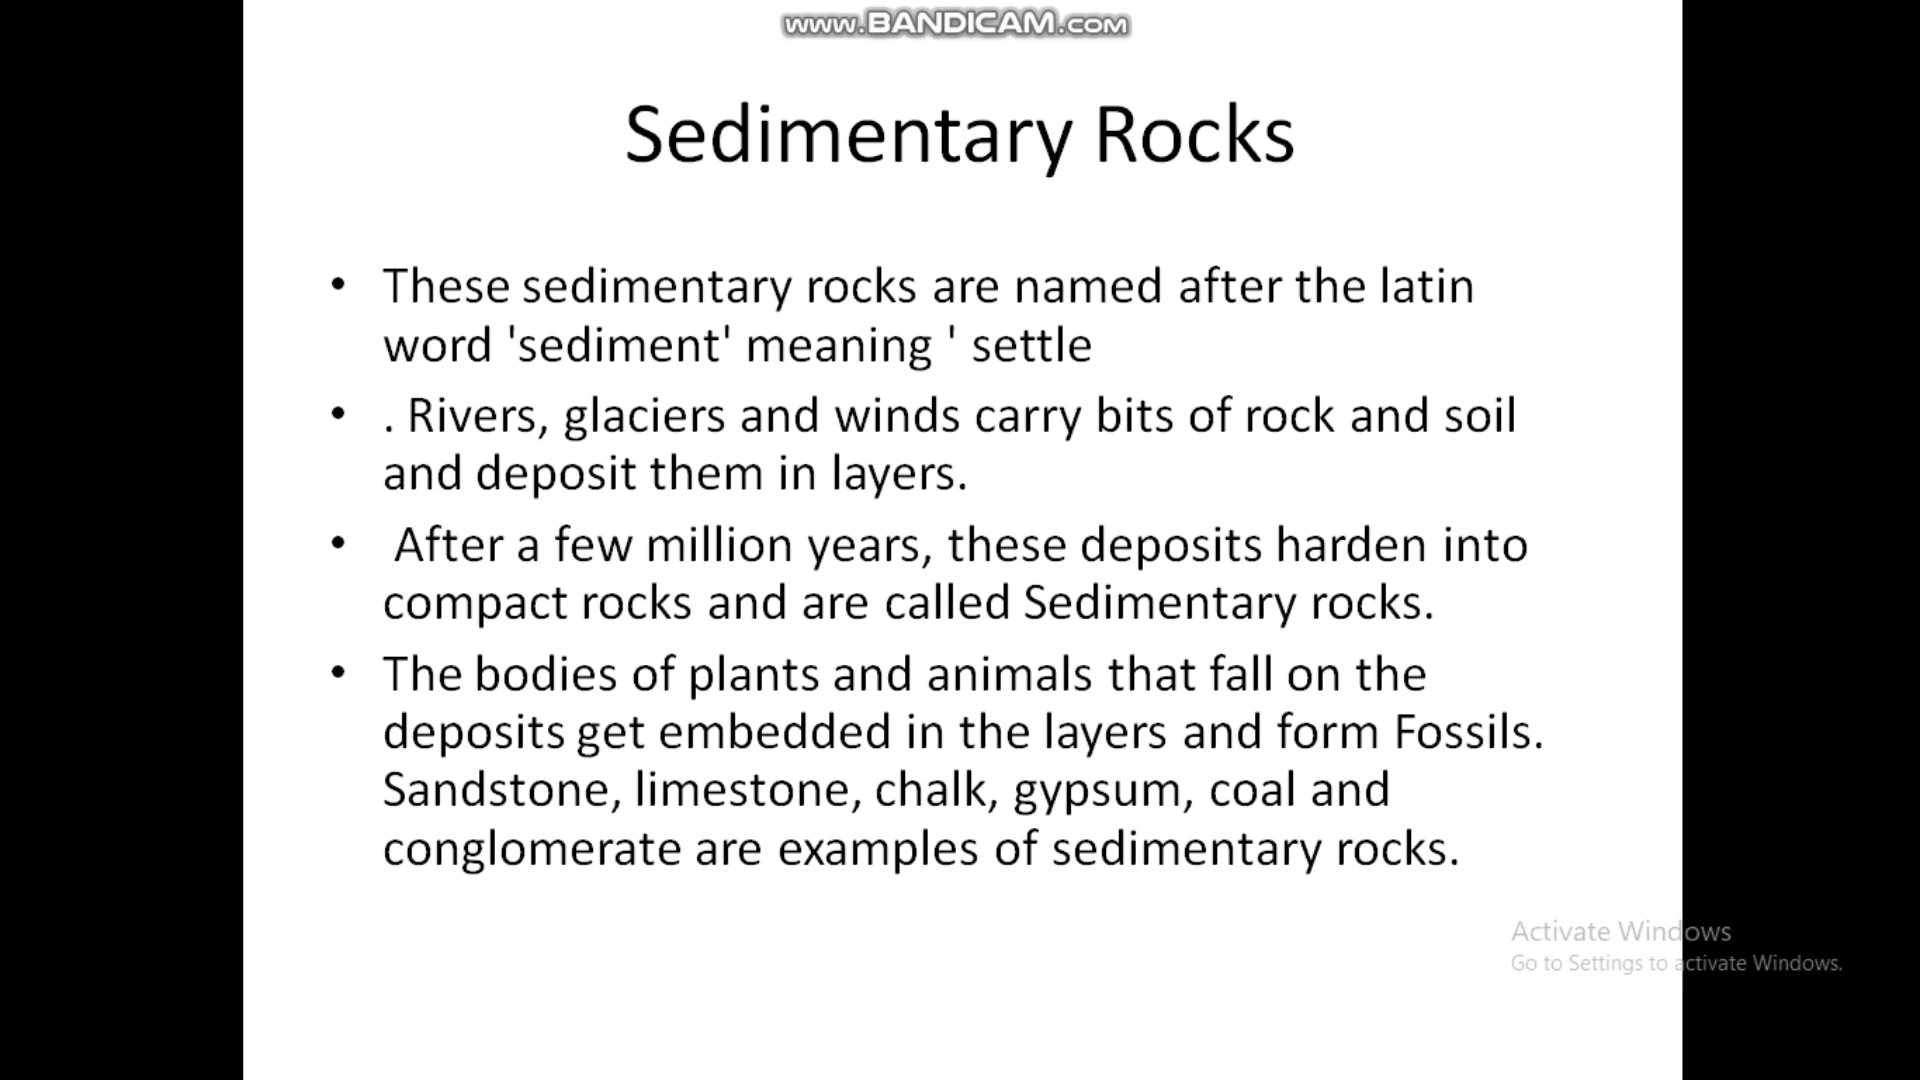 www.BANDICAM.com
Sedimentary Rocks
• These sedimentary rocks are named after the latin
word 'sediment' meaning ' settle
• . Rivers, glaciers and winds carry bits of rock and soil
and deposit them in layers.
• After a few million years, these deposits harden into
compact rocks and are called Sedimentary rocks.
• The bodies of plants and animals that fall on the
deposits get embedded in the layers and form Fossils.
Sandstone, limestone, chalk, gypsum, coal and
conglomerate are examples of sedimentary rocks.
Activate Windows
Go to Settings to activate Windows.